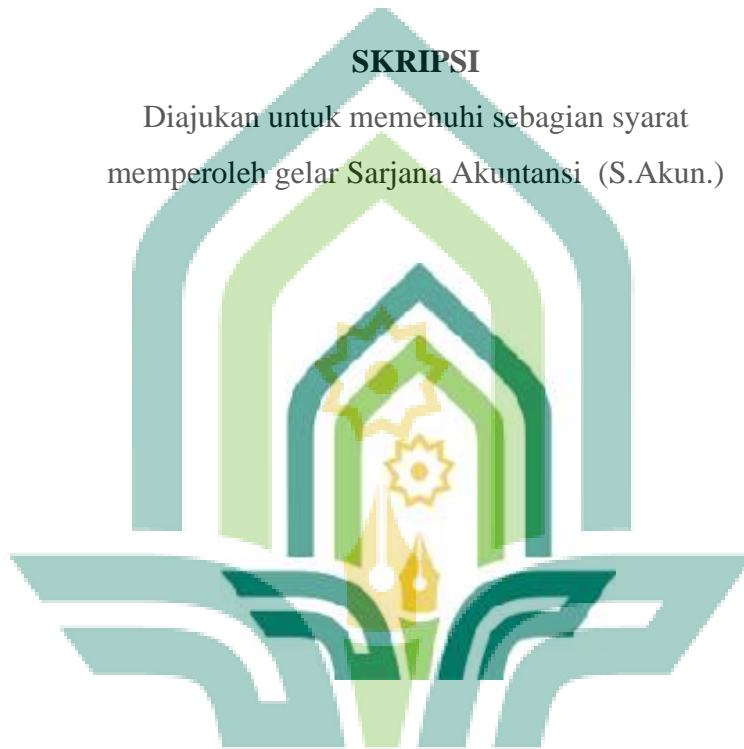 SKRIPSI
Diajukan untuk memenuhi sebagian syarat
memperoleh gelar Sarjana Akuntansi (S.Akun.)